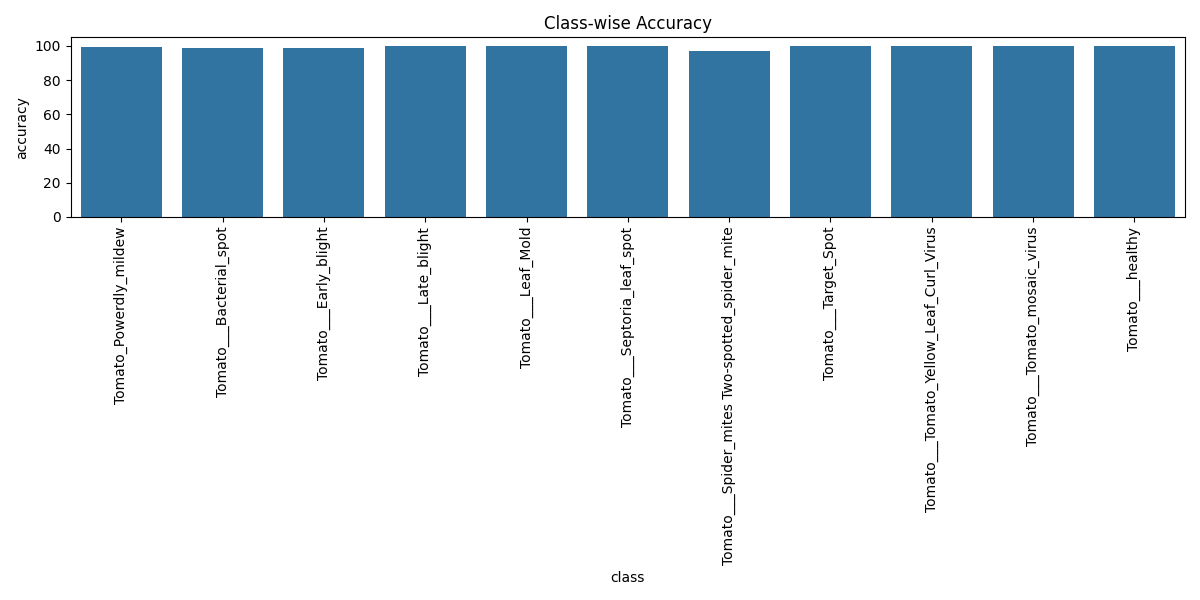 Class-wise Accuracy
accuracy
100
80
60
40
20
0
Tomato_Powerdly_mildew
Tomato___Bacterial_spot
Tomato___Early_blight
Tomato___Late_blight
Tomato___Leaf_Mold
Tomato___Septoria_leaf_spot
Tomato___Spider_mites Two-spotted_spider_mite
Tomato___Target_Spot
Tomato___Tomato_Yellow_Leaf_Curl_Virus
Tomato___Tomato_mosaic_virus
Tomato___healthy
class